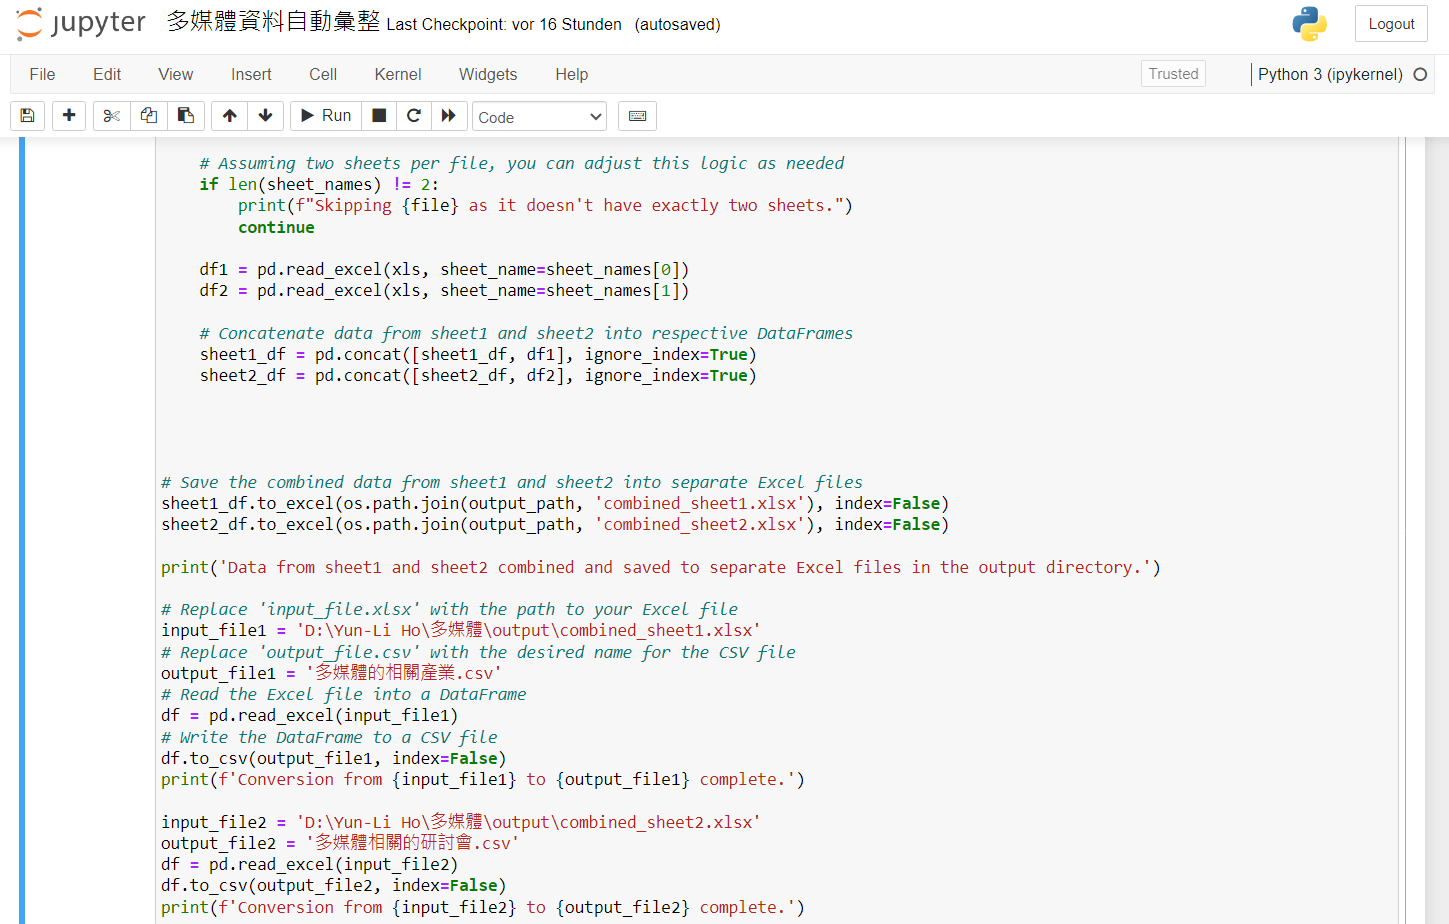 jupyter 多媒體資料自動彙整 Last Checkpoint: vor 16 Stunden (autosaved) Logout
File Edit View Insert Cell Kernel Widgets Help Trusted Python 3 (ipykernel)
Run Code
# Assuming two sheets per file, you can adjust this logic as needed
if len(sheet_names) != 2:
print(f"Skipping {file} as it doesn't have exactly two sheets.")
continue
df1 = pd.read_excel(xls, sheet_name=sheet_names[0])
df2 = pd.read_excel(xls, sheet_name=sheet_names[1])
# Concatenate data from sheet1 and sheet2 into respective DataFrames
sheet1_df = pd.concat([sheet1_df, df1], ignore_index=True)
sheet2_df = pd.concat([sheet2_df, df2], ignore_index=True)
# Save the combined data from sheet1 and sheet2 into separate Excel files
sheet1_df.to_excel(os.path.join(output_path, 'combined_sheet1.xlsx'), index=False)
sheet2_df.to_excel(os.path.join(output_path, 'combined_sheet2.xlsx'), index=False)
print('Data from sheet1 and sheet2 combined and saved to separate Excel files in the output directory.')
# Replace 'input_file.xlsx' with the path to your Excel file
input_file1 = 'D:\Yun-Li Ho\多媒體\output\combined_sheet1.xlsx'
# Replace 'output_file.csv' with the desired name for the CSV file
output_file1 = '多媒體的相關產業.csv'
# Read the Excel file into a DataFrame
df = pd.read_excel(input_file1)
# Write the DataFrame to a CSV file
df.to_csv(output_file1, index=False)
print(f'Conversion from {input_file1} to {output_file1} complete.')
input_file2 = 'D:\Yun-Li Ho\多媒體\output\combined_sheet2.xlsx'
output_file2 = '多媒體相關的研討會.csv'
df = pd.read_excel(input_file2)
df.to_csv(output_file2, index=False)
print(f'Conversion from {input_file2} to {output_file2} complete.')